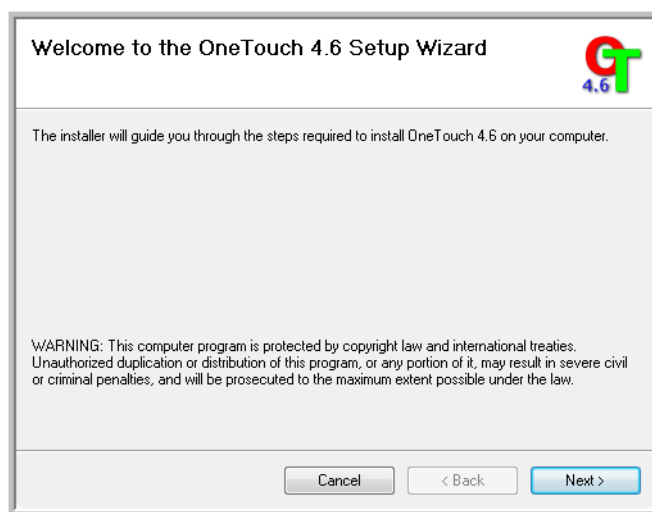 Welcome to the OneTouch 4.6 Setup Wizard
OT
4.6
The installer will guide you through the steps required to install OneTouch 4.6 on your computer.
WARNING: This computer program is protected by copyright law and international treaties.
Unauthorized duplication or distribution of this program, or any portion of it, may result in severe civil
or criminal penalties, and will be prosecuted to the maximum extent possible under the law.
Cancel < Back Next >